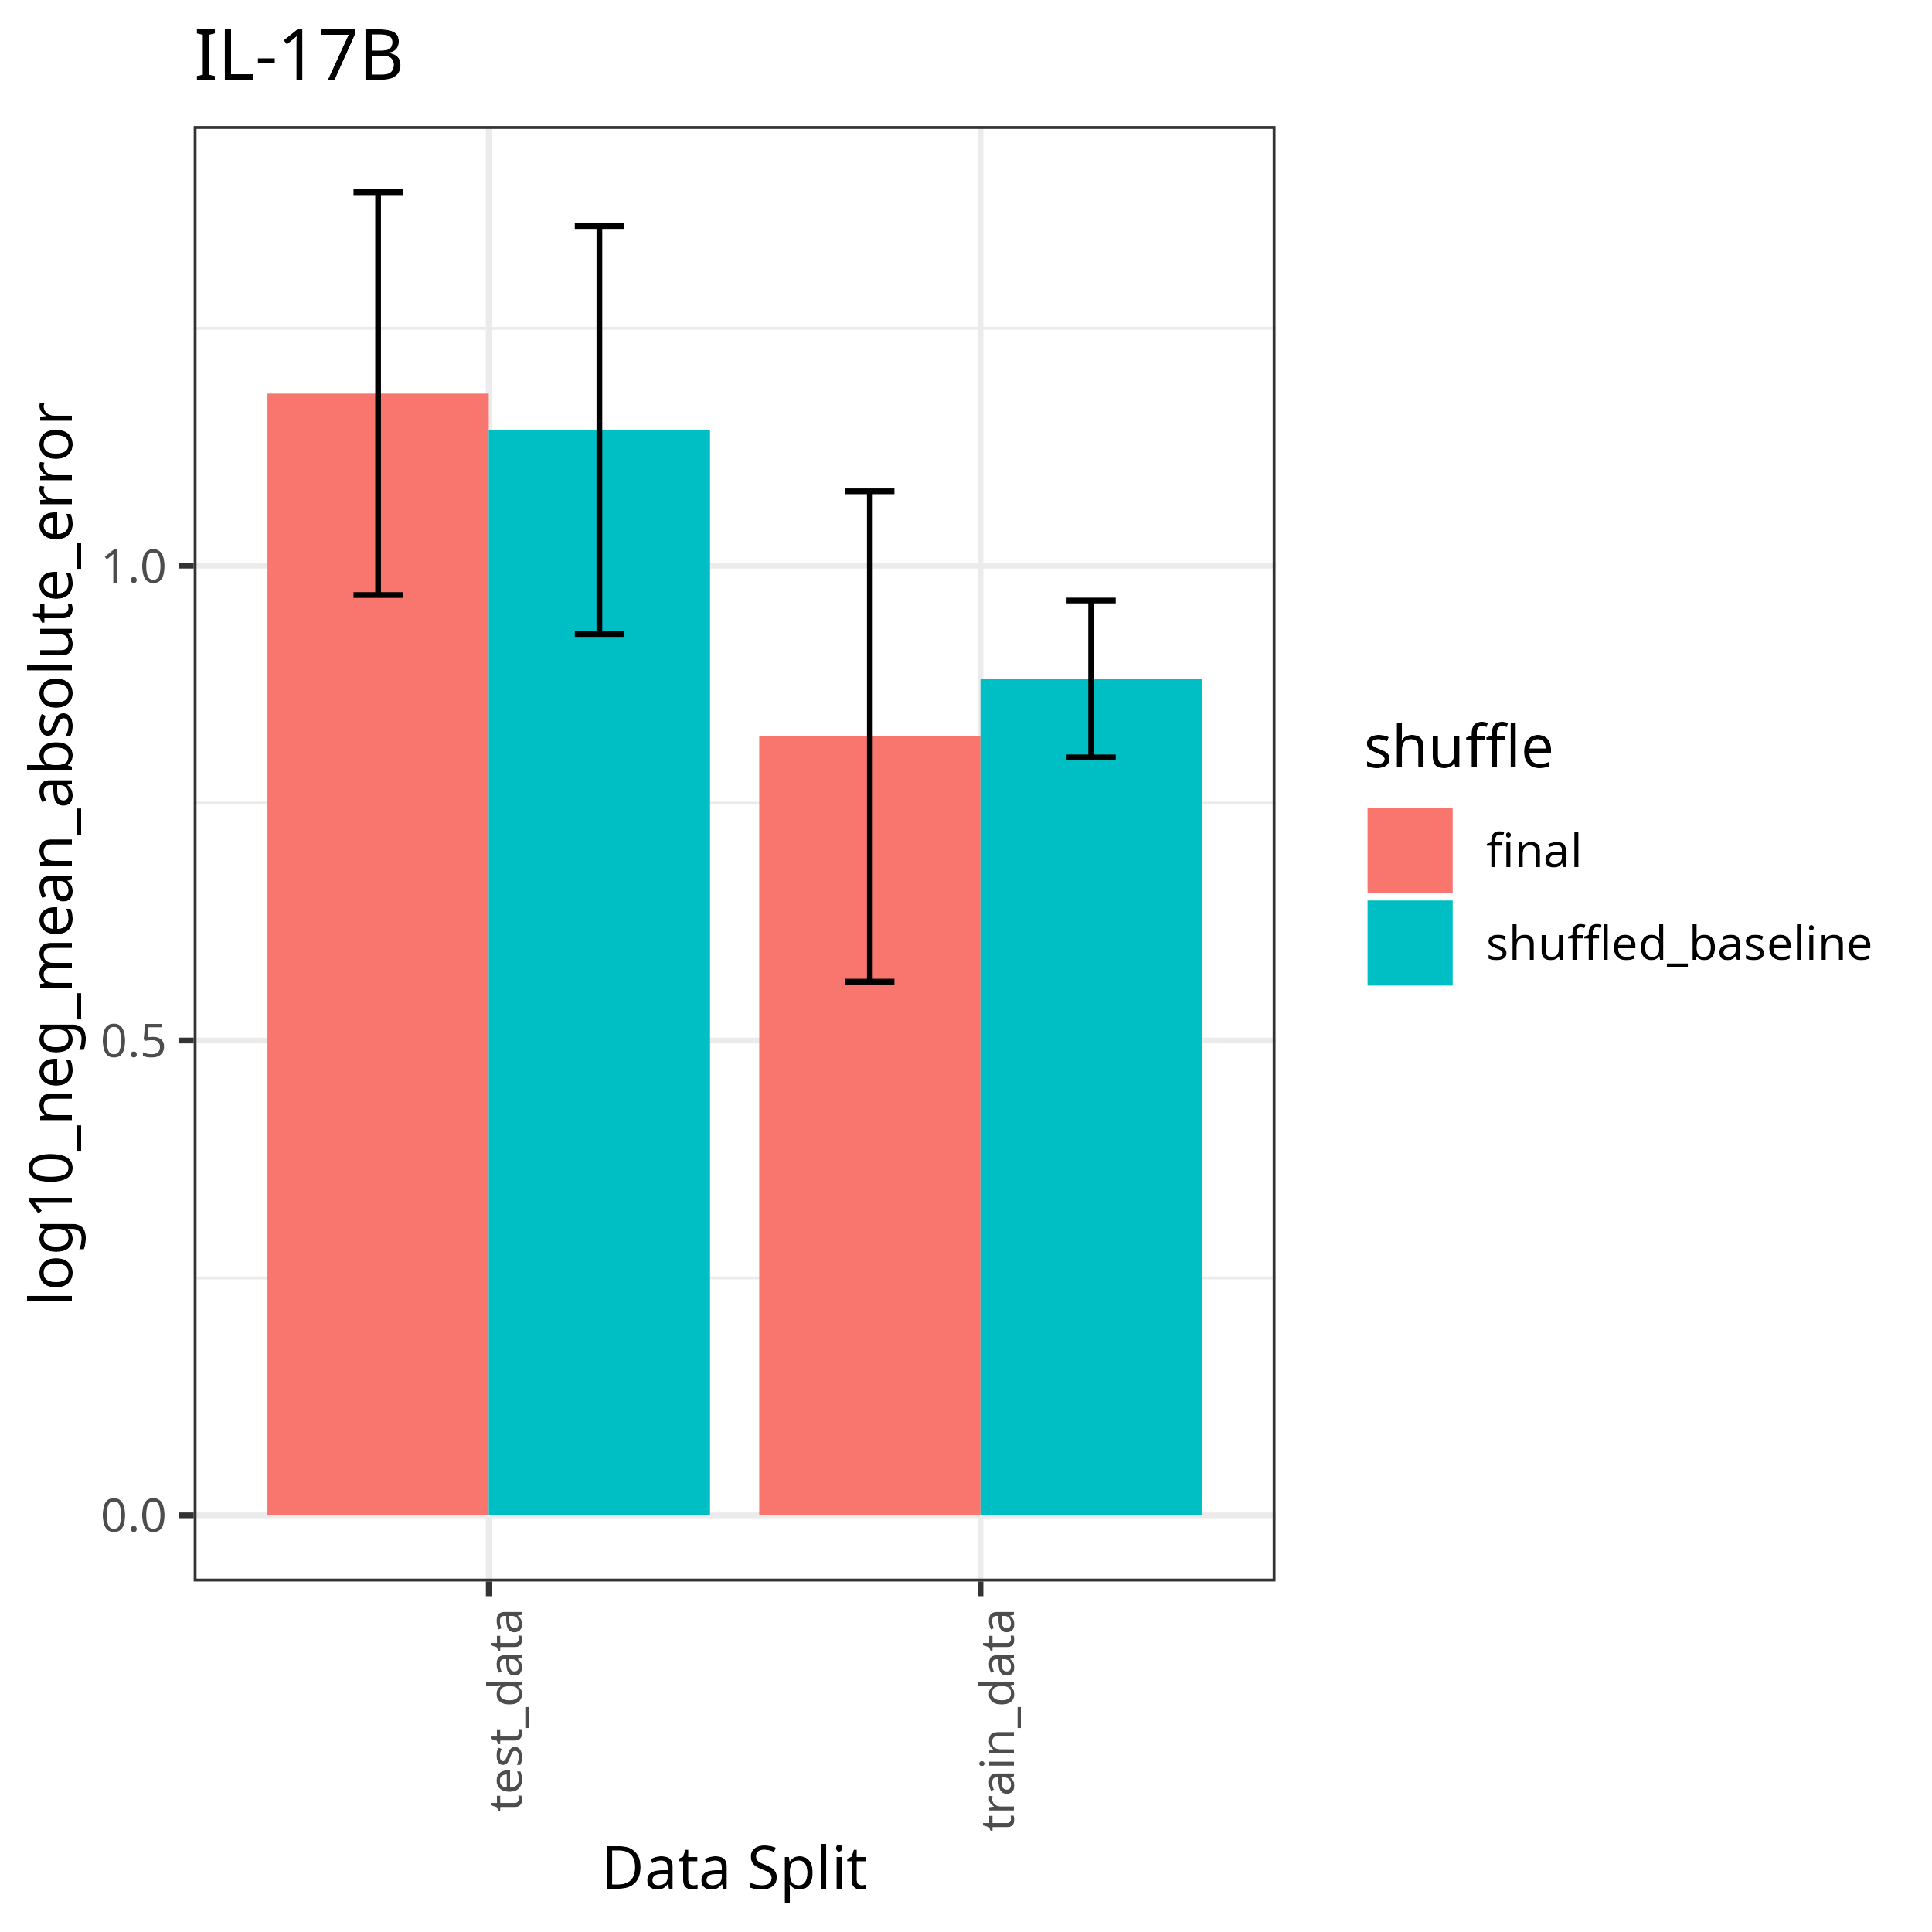 IL-17B
log10_neg_mean_absolute_error
1.0
0.5
0.0
test_data
train_data
Data Split
shuffle
final
shuffled_baseline